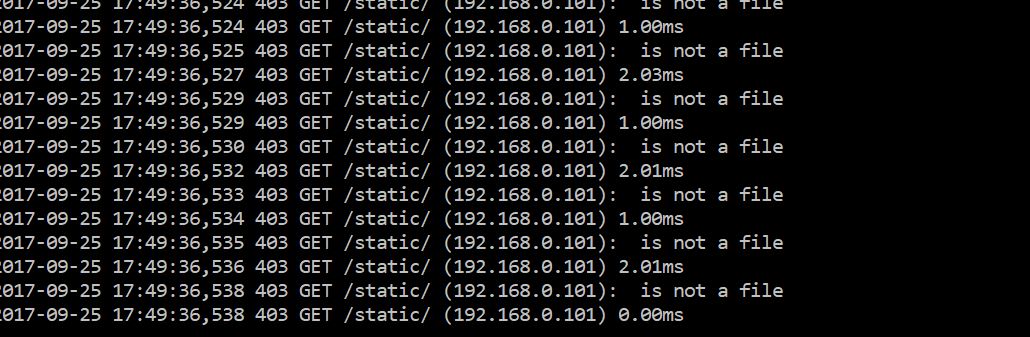 2017-09-25 17:49:36,524 403 GET /static/ (192.168.0.101):  is not a file
2017-09-25 17:49:36,524 403 GET /static/ (192.168.0.101) 1.00ms
2017-09-25 17:49:36,525 403 GET /static/ (192.168.0.101):  is not a file
2017-09-25 17:49:36,527 403 GET /static/ (192.168.0.101) 2.03ms
2017-09-25 17:49:36,529 403 GET /static/ (192.168.0.101):  is not a file
2017-09-25 17:49:36,529 403 GET /static/ (192.168.0.101) 1.00ms
2017-09-25 17:49:36,530 403 GET /static/ (192.168.0.101):  is not a file
2017-09-25 17:49:36,532 403 GET /static/ (192.168.0.101) 2.01ms
2017-09-25 17:49:36,533 403 GET /static/ (192.168.0.101):  is not a file
2017-09-25 17:49:36,534 403 GET /static/ (192.168.0.101) 1.00ms
2017-09-25 17:49:36,535 403 GET /static/ (192.168.0.101):  is not a file
2017-09-25 17:49:36,536 403 GET /static/ (192.168.0.101) 2.01ms
2017-09-25 17:49:36,538 403 GET /static/ (192.168.0.101):  is not a file
2017-09-25 17:49:36,538 403 GET /static/ (192.168.0.101) 0.00ms